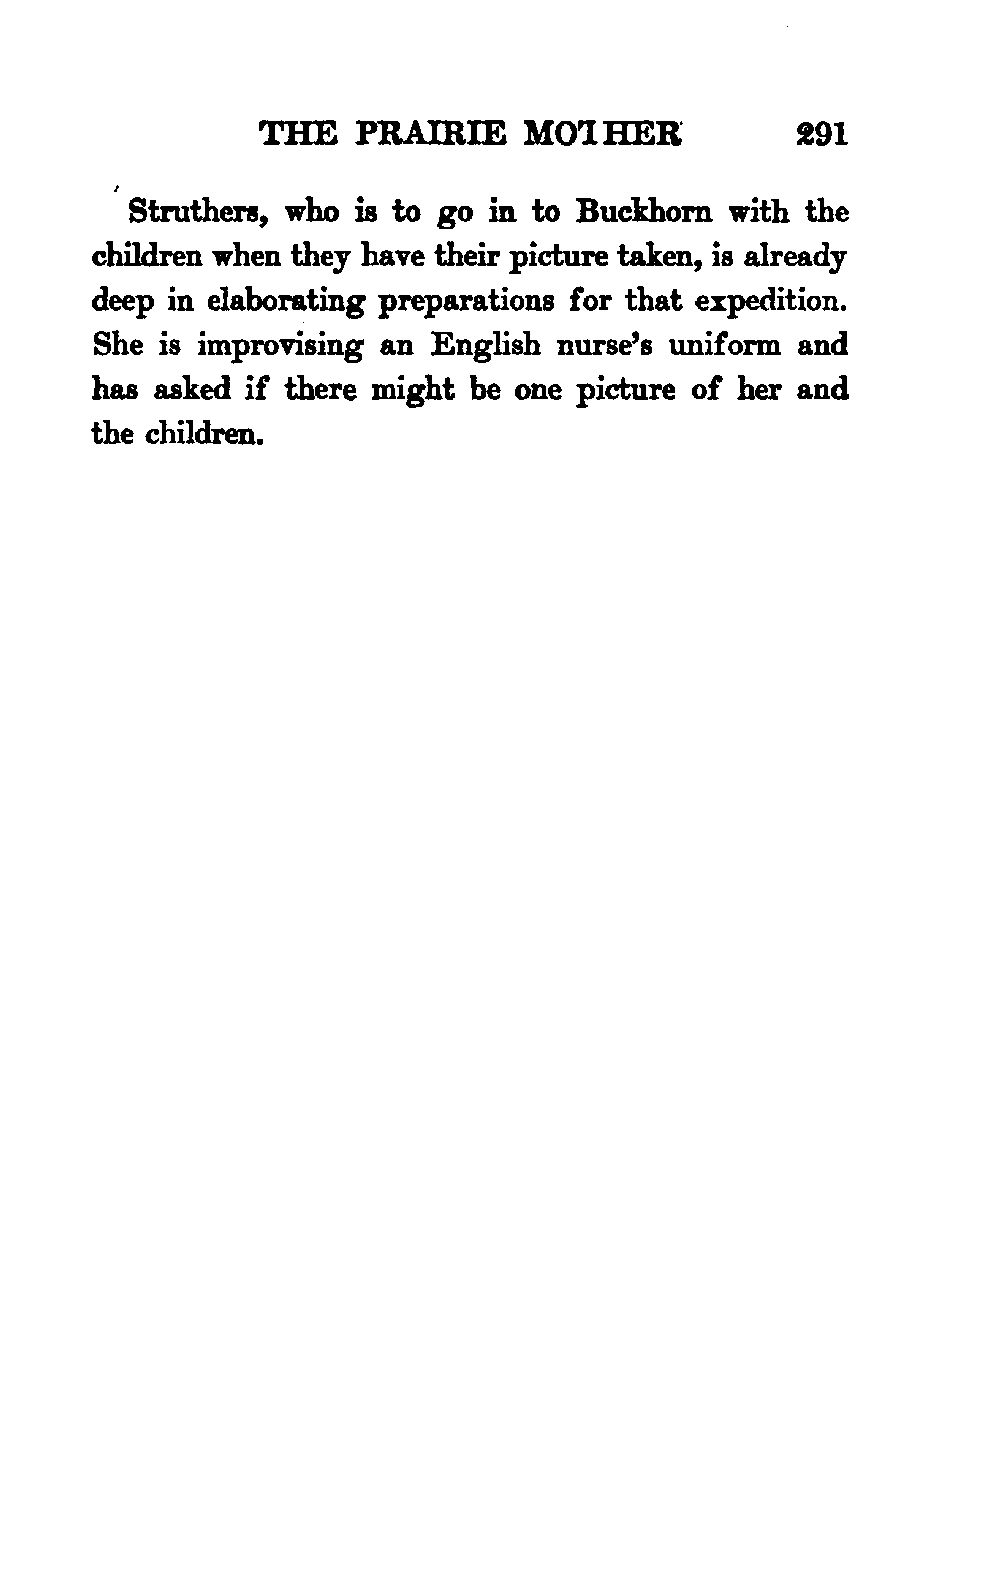 THE PRAIRIE MOTHER 291
Struthers, who is to go in to Buckhorn with the
children when they have their picture taken, is already
deep in elaborating preparations for that expedition.
She is improvising an English nurse's uniform and
has asked if there might be one picture of her and
the children.